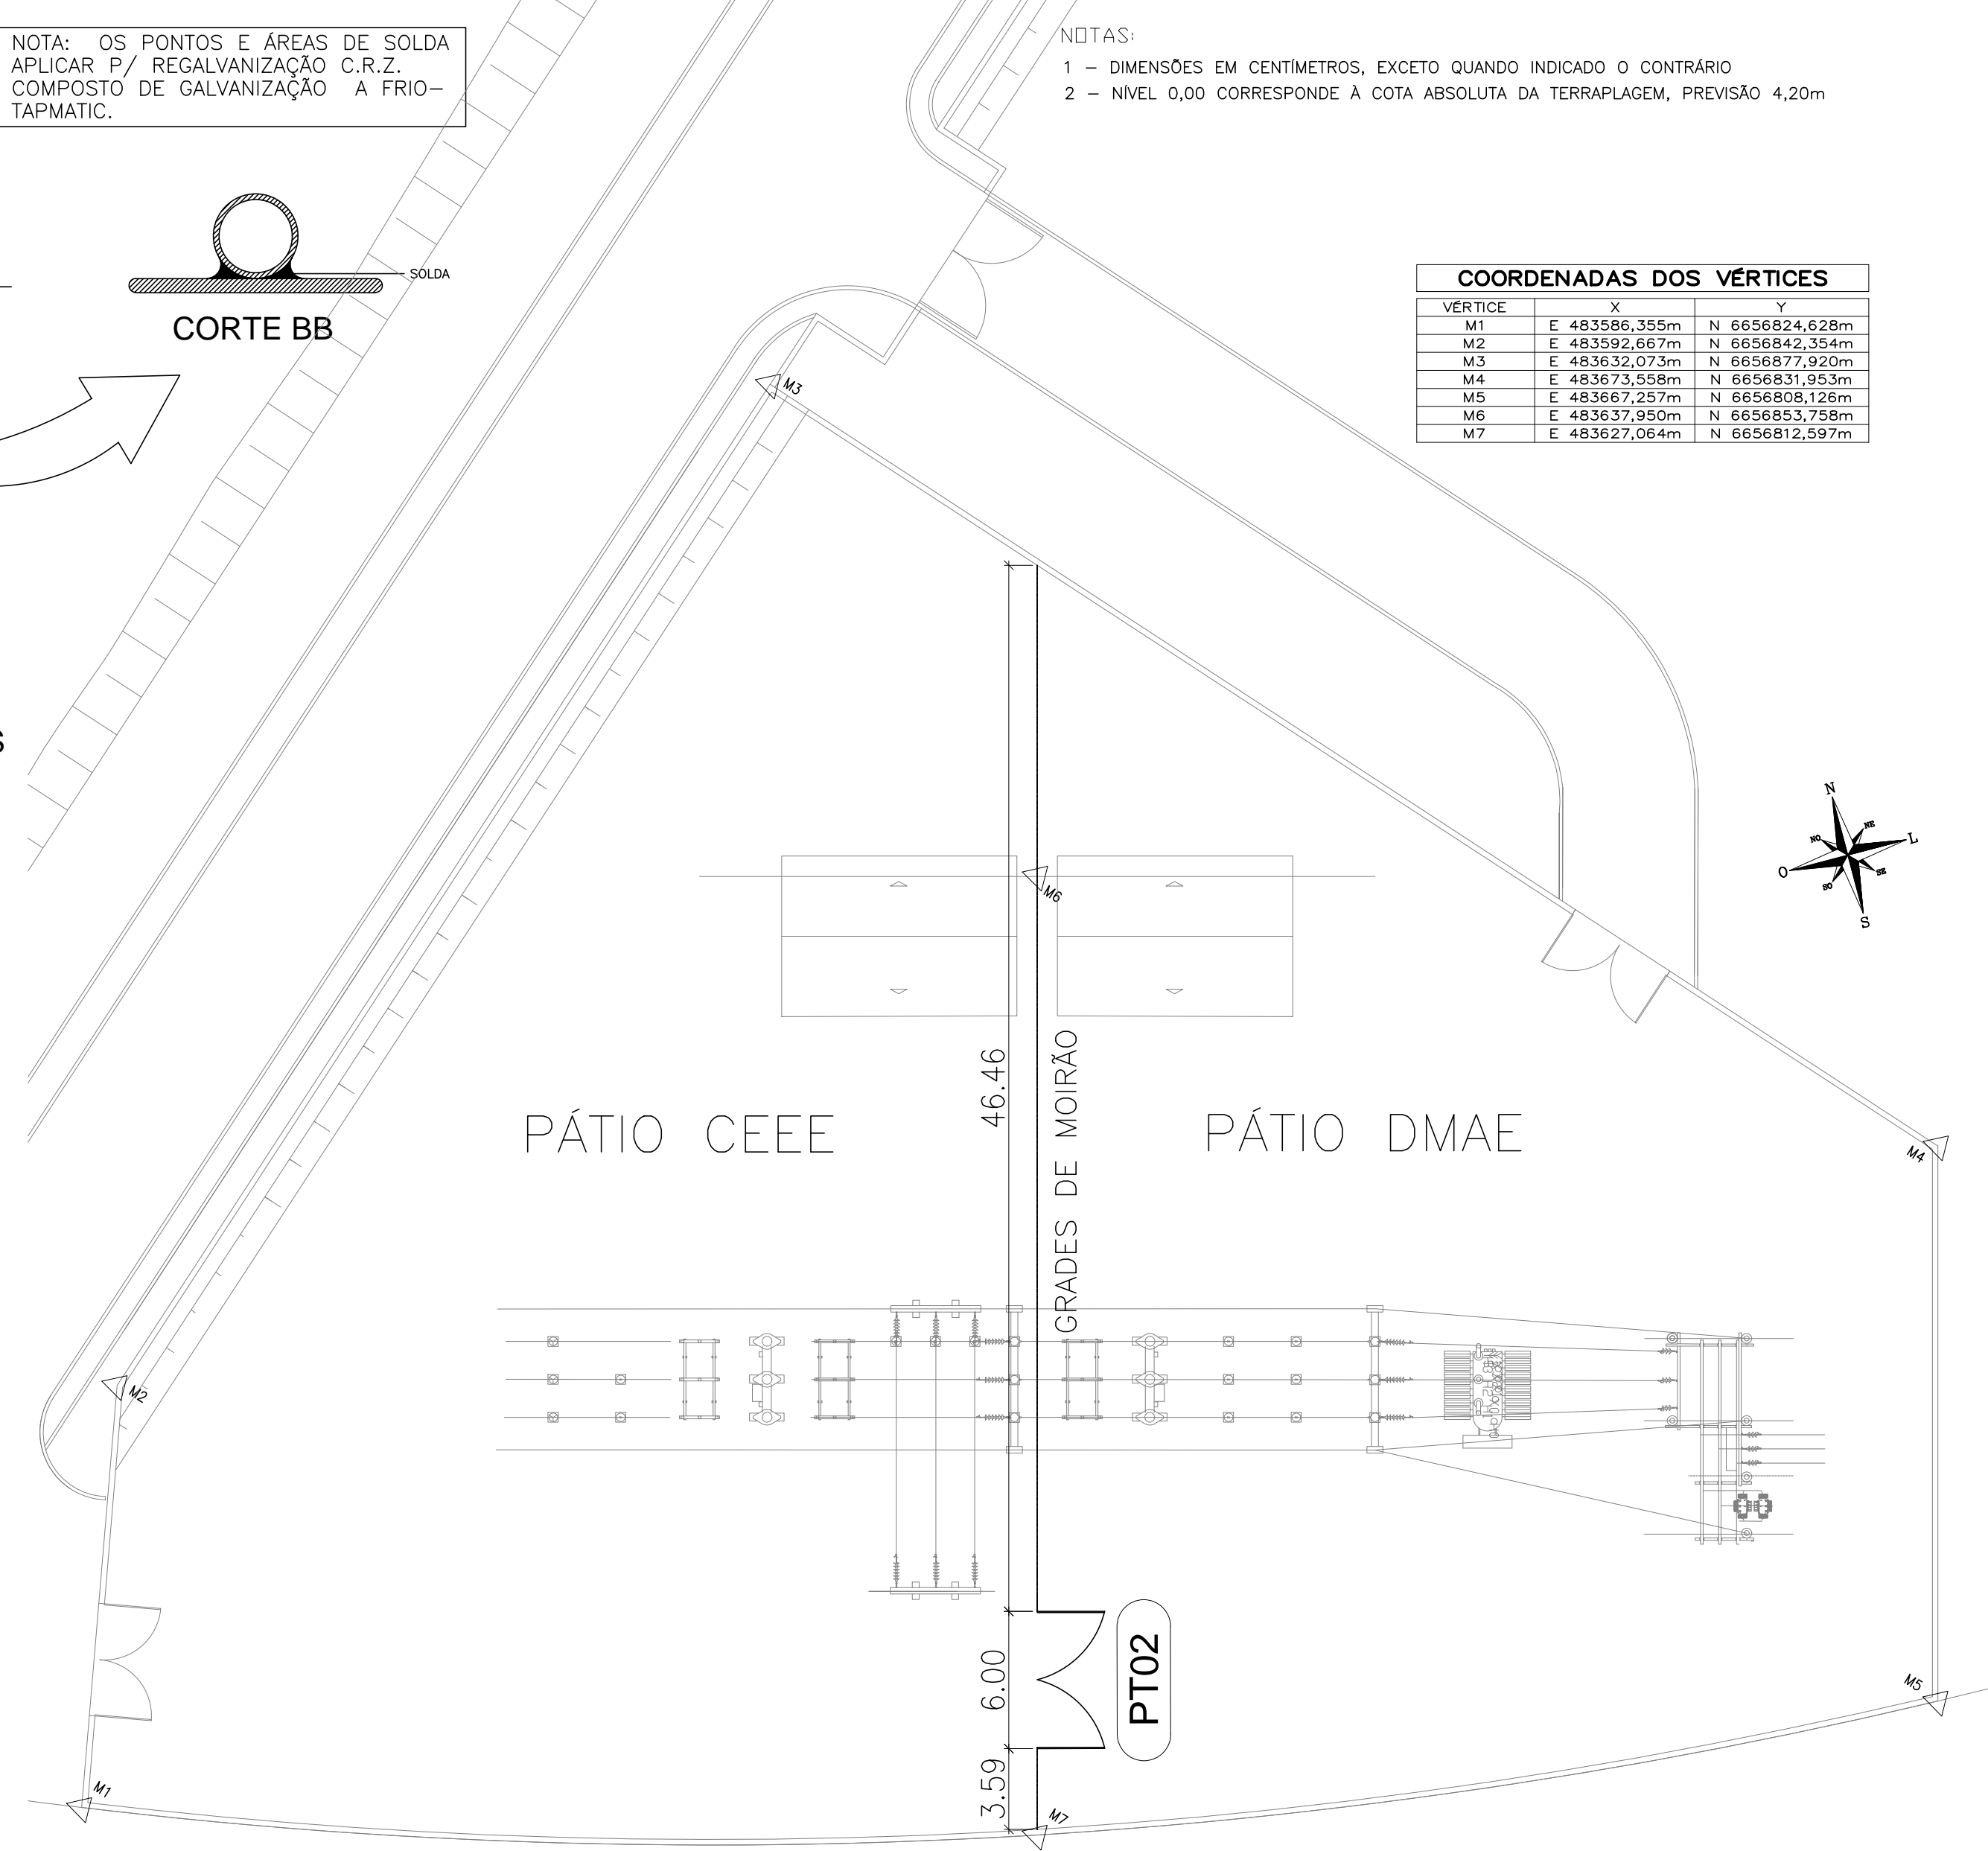 NOTA: OS PONTOS E ÁREAS DE SOLDA
APLICAR P/ REGALVANIZAÇÃO C.R.Z.
COMPOSTO DE GALVANIZAÇÃO A FRIO-
TAPMATIC.
NOTAS:
1 - DIMENSÕES EM CENTÍMETROS, EXCETO QUANDO INDICADO O CONTRÁRIO
2 - NÍVEL 0,00 CORRESPONDE À COTA ABSOLUTA DA TERRAPLAGEM, PREVISÃO 4,20m
SOLDA
CORTE BB
COORDENADAS DOS VÉRTICES
VÉRTICE X Y
M1 E 483586,355m N 6656824,628m
M2 E 483592,667m N 6656842,354m
M3 E 483632,073m N 6656877,920m
M4 E 483673,558m N 6656831,953m
M5 E 483667,257m N 6656808,126m
M6 E 483637,950m N 6656853,758m
M7 E 483627,064m N 6656812,597m
M3
S
N
NE
L
SE
S
SO
O
NO
M6
46.46
GRADES DE MOIRÃO
PÁTIO CEEE
PÁTIO DMAE
M4
M2
6.00
PT02
M5
3.59
M1
M7